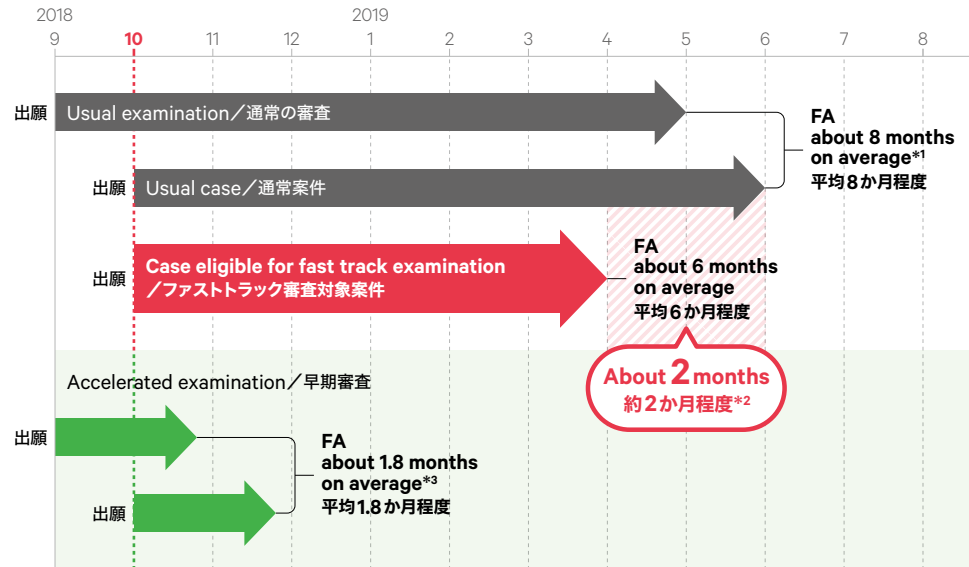 2018 2019
9 10 11 12 1 2 3 4 5 6 7 8
出願 Usual examination／通常の審査
FA
about 8 months
on average*1
平均8か月程度
出願 Usual case／通常案件
出願 Case eligible for fast track examination
／ファストトラック審査対象案件
FA
about 6 months
on average
平均6か月程度
About 2 months
約2か月程度*2
Accelerated examination／早期審査
出願
FA
about 1.8 months
on average*3
平均1.8か月程度
出願